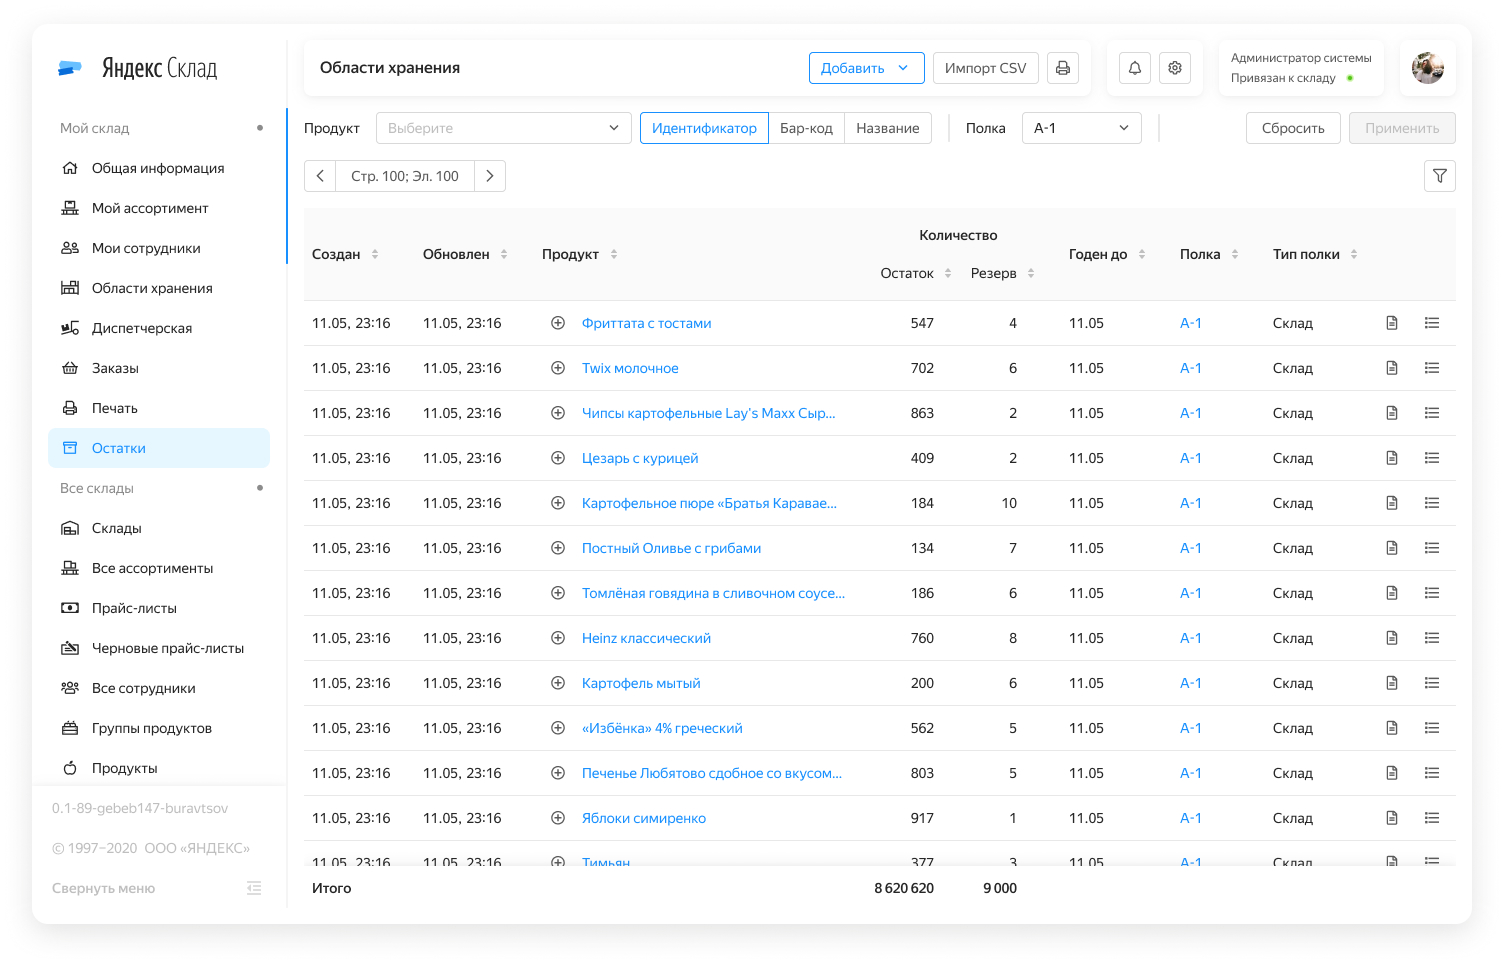 Яндекс Склад
Мой склад
Общая информация
Мой ассортимент
Мои сотрудники
Области хранения
Диспетчерская
Заказы
Печать
Остатки
Все склады
Склады
Все ассортименты
Прайс-листы
Черновые прайс-листы
Все сотрудники
Группы продуктов
Продукты
0.1-89-gebeb147-buravtsov
© 1997–2020 ООО «ЯНДЕКС»
Свернуть меню
Области хранения
Добавить
Импорт CSV
Администратор системы
Привязан к складу
Продукт Выберите Идентификатор Бар-код Название Полка А-1 Сбросить Применить
Стр. 100; Эл. 100
Количество
Создан Обновлен Продукт Годен до Полка Тип полки
Остаток Резерв
11.05, 23:16 11.05, 23:16 Фриттата с тостами 547 4 11.05 А-1 Склад
11.05, 23:16 11.05, 23:16 Twix молочное 702 6 11.05 А-1 Склад
11.05, 23:16 11.05, 23:16 Чипсы картофельные Lay's Maxx Сыр... 863 2 11.05 А-1 Склад
11.05, 23:16 11.05, 23:16 Цезарь с курицей 409 2 11.05 А-1 Склад
11.05, 23:16 11.05, 23:16 Картофельное пюре «Братья Каравае... 184 10 11.05 А-1 Склад
11.05, 23:16 11.05, 23:16 Постный Оливье с грибами 134 7 11.05 А-1 Склад
11.05, 23:16 11.05, 23:16 Томлёная говядина в сливочном соусе... 186 6 11.05 А-1 Склад
11.05, 23:16 11.05, 23:16 Heinz классический 760 8 11.05 А-1 Склад
11.05, 23:16 11.05, 23:16 Картофель мытый 200 6 11.05 А-1 Склад
11.05, 23:16 11.05, 23:16 «Избёнка» 4% греческий 562 5 11.05 А-1 Склад
11.05, 23:16 11.05, 23:16 Печенье Любятово сдобное со вкусом... 803 5 11.05 А-1 Склад
11.05, 23:16 11.05, 23:16 Яблоки симиренко 917 1 11.05 А-1 Склад
11.05, 23:16 11.05, 23:16 Тимьян 377 3 11.05 А-1 Склад
Итого 8 620 620 9 000